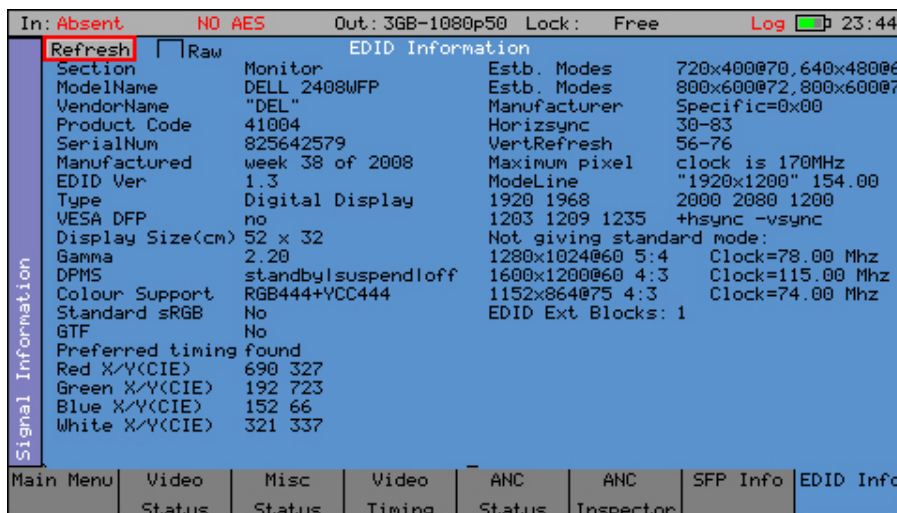 In: Absent NO AES Out: 3GB-1080p50 Lock: Free Log 23:44
Refresh Raw EDID Information
Section Monitor Estb. Modes 720x400@70,640x480@6
ModelName DELL 2408WFP Estb. Modes 800x600@72,800x600@7
VendorName "DEL" Manufacturer Specific=0x00
Product Code 41004 Horizsync 30-83
SerialNum 825642579 VertRefresh 56-76
Manufactured week 38 of 2008 Maximum pixel clock is 170MHz
EDID Ver 1.3 ModeLine "1920x1200" 154.00
Type Digital Display 1920 1968 2000 2080 1200
VESA DFP no 1203 1209 1235 +hsync -vsync
Display Size(cm) 52 x 32 Not giving standard mode:
Gamma 2.20 1280x1024@60 5:4 Clock=78.00 Mhz
DPMS standby|suspend|off 1600x1200@60 4:3 Clock=115.00 Mhz
Colour Support RGB444+YCC444 1152x864@75 4:3 Clock=74.00 Mhz
Standard sRGB No EDID Ext Blocks: 1
GTF No
Preferred timing found
Red X/Y(CIE) 690 327
Green X/Y(CIE) 192 723
Blue X/Y(CIE) 152 66
White X/Y(CIE) 321 337
Signal Information
Main Menu Video Misc Video ANC ANC SFP Info EDID Info
Status Status Timing Status Inspector